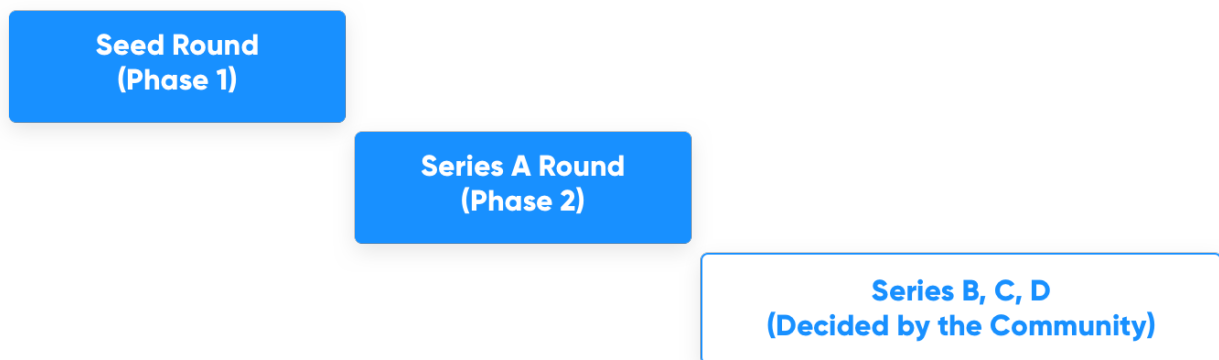 Seed Round
(Phase 1)
Series A Round
(Phase 2)
Series B, C, D
(Decided by the Community)